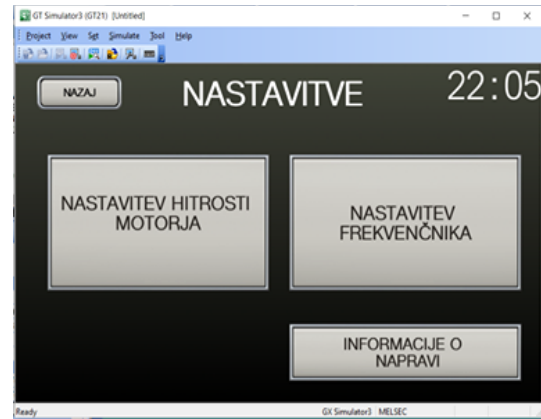 GT Simulator3 (GT21) [Untitled]
Project View Set Simulate Tool Help
NAZAJ
NASTAVITVE
22:05
NASTAVITEV HITROSTI
MOTORJA
NASTAVITEV
FREKVENČNIKA
INFORMACIJE O
NAPRAVI
Ready GX Simulator3 MELSEC